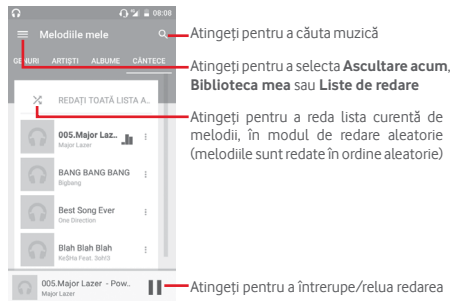 08:08
Melodiile mele
GENURI ARTIȘTI ALBUME CÂNTECE
REDAȚI TOATĂ LISTA A..
005.Major Laz..
Major Lazer
BANG BANG BANG
Bigbang
Best Song Ever
One Direction
Blah Blah Blah
Ke$Ha Feat. 3oh!3
005.Major Lazer - Pow..
Major Lazer
Atingeți pentru a căuta muzică
Atingeți pentru a selecta Ascultare acum,
Biblioteca mea sau Liste de redare
Atingeți pentru a reda lista curentă de
melodii, în modul de redare aleatorie
(melodiile sunt redate în ordine aleatorie)
Atingeți pentru a întrerupe/relua redarea